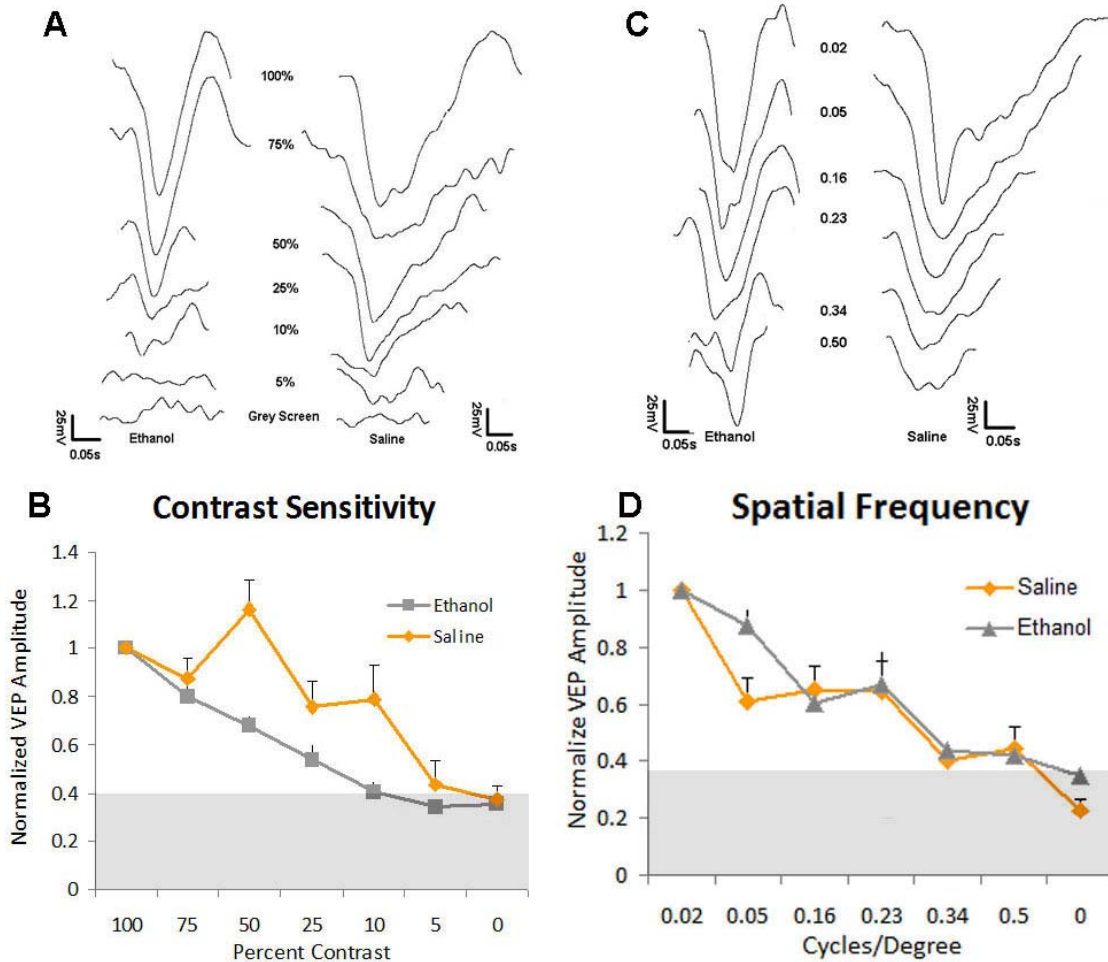 A
100%
75%
50%
25%
10%
5%
Grey Screen
25mV
0.05s
Ethanol
Saline
25mV
0.05s
C
0.02
0.05
0.16
0.23
0.34
0.50
25mV
0.05s
Ethanol
Saline
25mV
0.05s
B
Contrast Sensitivity
Normalized VEP Amplitude
1.4
1.2
1
0.8
0.6
0.4
0.2
0
Ethanol
Saline
100 75 50 25 10 5 0
Percent Contrast
D
Spatial Frequency
Normalize VEP Amplitude
1.2
1
0.8
0.6
0.4
0.2
0
Saline
Ethanol
0.02 0.05 0.16 0.23 0.34 0.5 0
Cycles/Degree